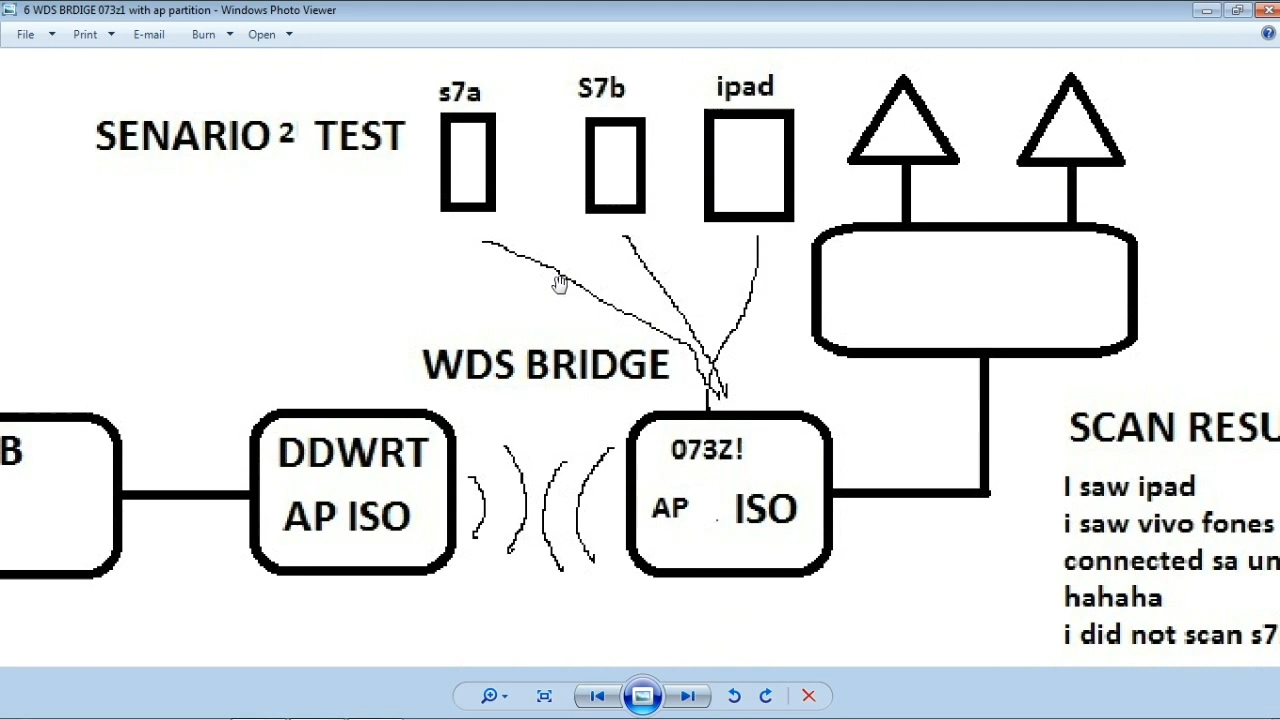 6 WDS BRDIGE 073z1 with ap partition - Windows Photo Viewer
File Print E-mail Burn Open
s7a S7b ipad
SENARIO 2 TEST
WDS BRIDGE
B
DDWRT
AP ISO
073Z!
AP ISO
SCAN RESU
I saw ipad
i saw vivo fones
connected sa un
hahaha
i did not scan s7